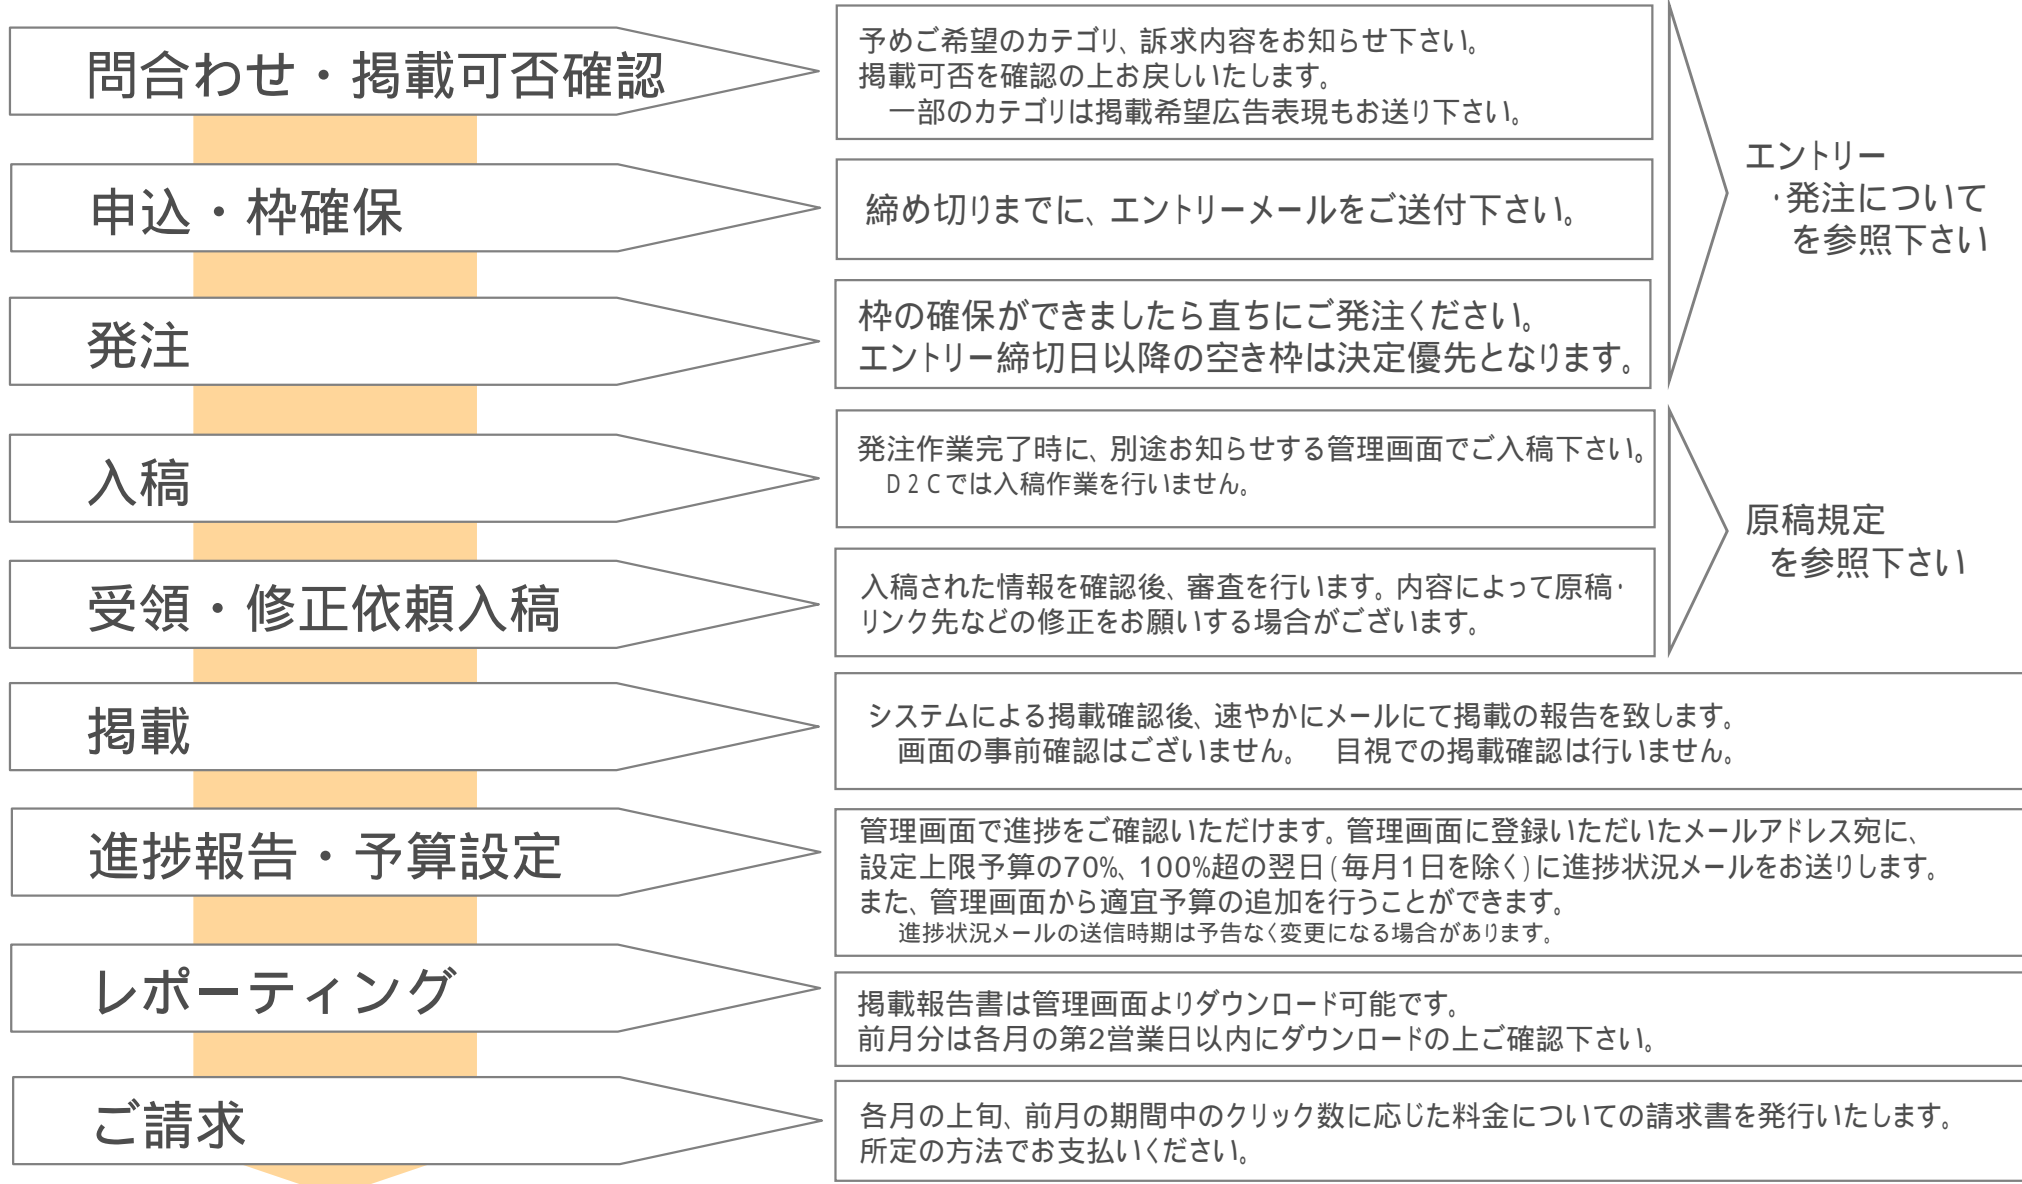 問合わせ・掲載可否確認
予めご希望のカテゴリ、訴求内容をお知らせ下さい。
掲載可否を確認の上お戻しいたします。
一部のカテゴリは掲載希望広告表現もお送り下さい。
申込・枠確保
締め切りまでに、エントリーメールをご送付下さい。
発注
枠の確保ができましたら直ちにご発注ください。
エントリー締切日以降の空き枠は決定優先となります。
エントリー
・発注について
を参照下さい
入稿
発注作業完了時に、別途お知らせする管理画面でご入稿下さい。
D2Cでは入稿作業を行いません。
受領・修正依頼入稿
入稿された情報を確認後、審査を行います。内容によって原稿・
リンク先などの修正をお願いする場合がございます。
原稿規定
を参照下さい
掲載
システムによる掲載確認後、速やかにメールにて掲載の報告を致します。
画面の事前確認はございません。　目視での掲載確認は行いません。
進捗報告・予算設定
管理画面で進捗をご確認いただけます。管理画面に登録いただいたメールアドレス宛に、
設定上限予算の70%、100%超の翌日(毎月1日を除く)に進捗状況メールをお送りします。
また、管理画面から適宜予算の追加を行うことができます。
進捗状況メールの送信時期は予告なく変更になる場合があります。
レポーティング
掲載報告書は管理画面よりダウンロード可能です。
前月分は各月の第2営業日以内にダウンロードの上ご確認下さい。
ご請求
各月の上旬、前月の期間中のクリック数に応じた料金についての請求書を発行いたします。
所定の方法でお支払いください。